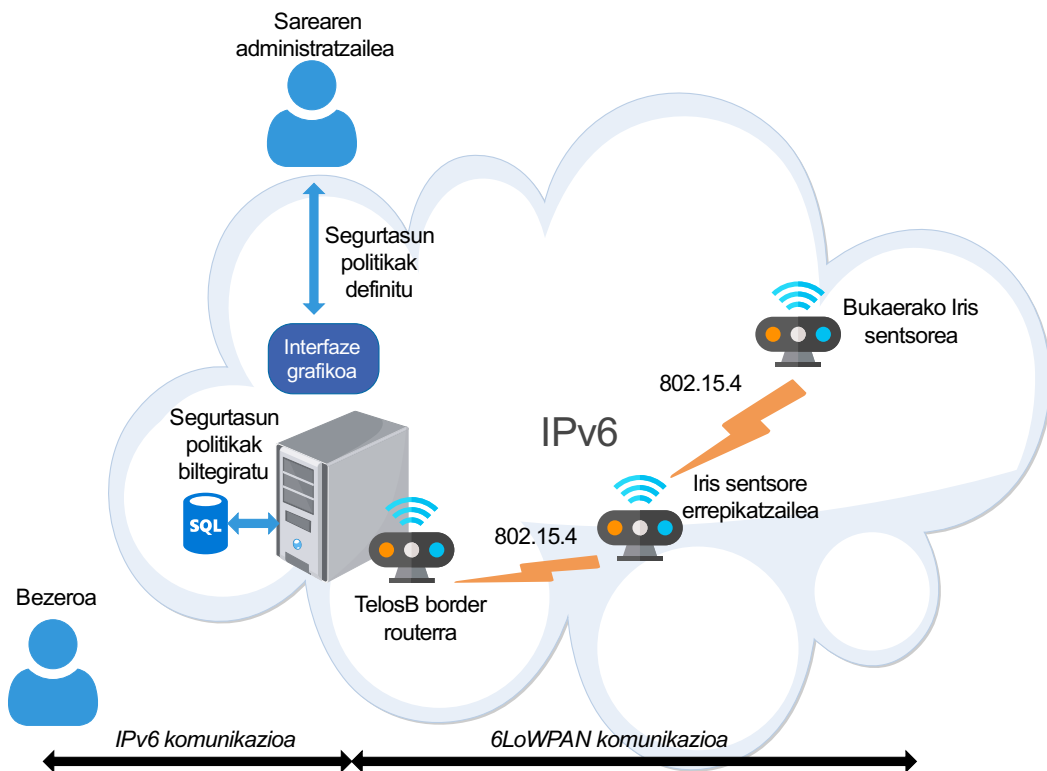 Sarearen
administratzailea
Segurtasun
politikak
definitu
Interfaze
grafikoa
Bukaerako Iris
sentsorea
802.15.4
Segurtasun
politikak
biltegiratu
IPv6
SQL
Iris sentsore
errepikatzailea
802.15.4
TelosB border
routerra
Bezeroa
IPv6 komunikazioa
6LoWPAN komunikazioa